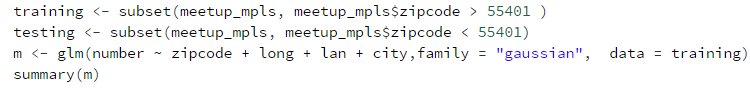 training <- subset(meetup_mpls, meetup_mpls$zipcode > 55401 )
testing <- subset(meetup_mpls, meetup_mpls$zipcode < 55401)
m <- glm(number ~ zipcode + long + lan + city,family = "gaussian",  data = training)
summary(m)